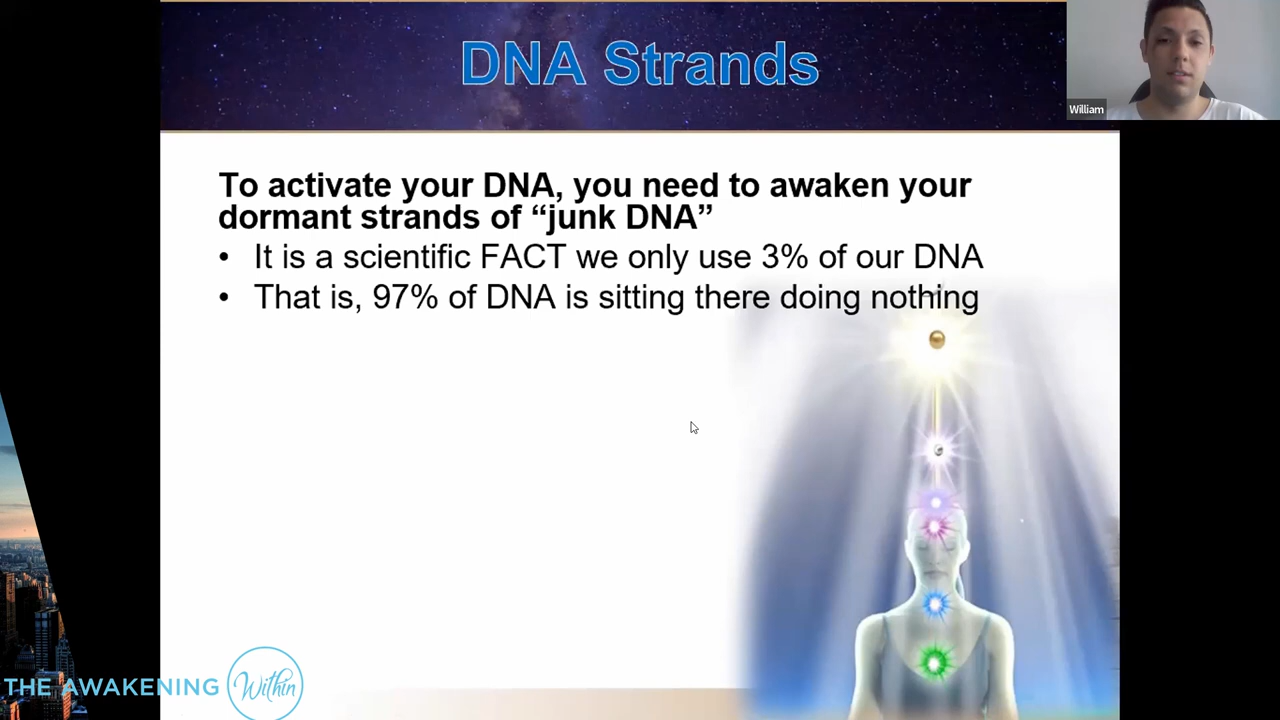 DNA Strands
William
To activate your DNA, you need to awaken your
dormant strands of “junk DNA”
• It is a scientific FACT we only use 3% of our DNA
• That is, 97% of DNA is sitting there doing nothing
THE AWAKENING Within